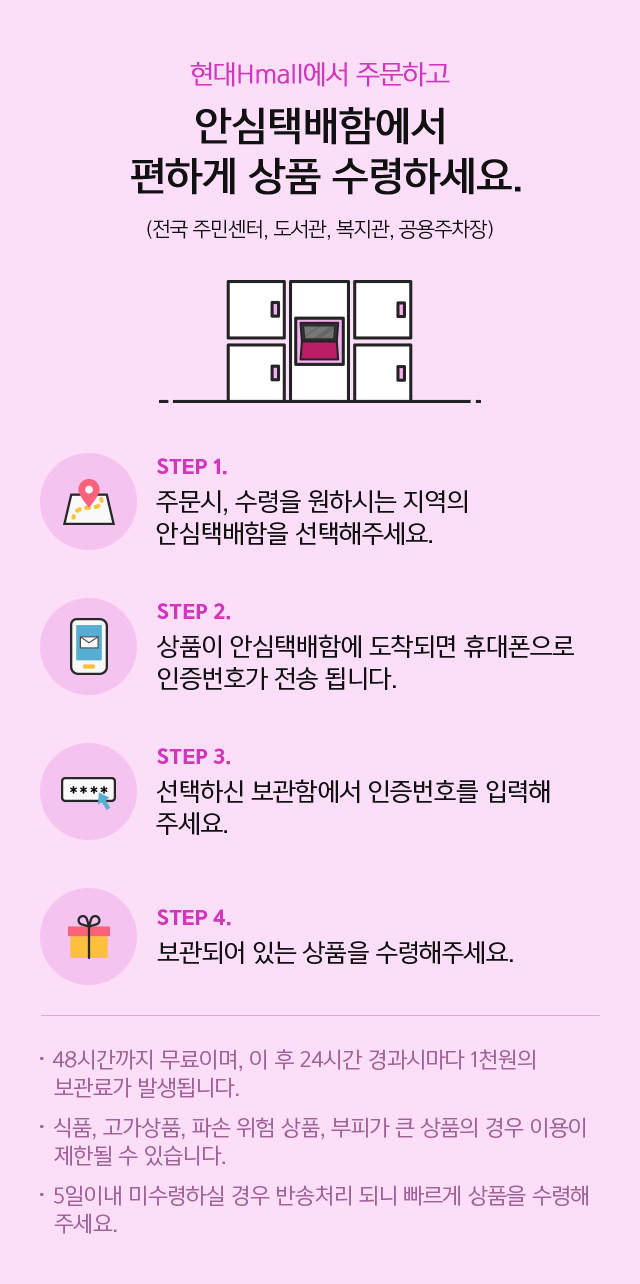 현대Hmall에서 주문하고
안심택배함에서
편하게 상품 수령하세요.
(전국 주민센터, 도서관, 복지관, 공용주차장)
STEP 1.
주문시, 수령을 원하시는 지역의
안심택배함을 선택해주세요.
STEP 2.
상품이 안심택배함에 도착되면 휴대폰으로
인증번호가 전송 됩니다.
STEP 3.
선택하신 보관함에서 인증번호를 입력해
주세요.
****
STEP 4.
보관되어 있는 상품을 수령해주세요.
· 48시간까지 무료이며, 이 후 24시간 경과시마다 1천원의
보관료가 발생됩니다.
· 식품, 고가상품, 파손 위험 상품, 부피가 큰 상품의 경우 이용이
제한될 수 있습니다.
· 5일이내 미수령하실 경우 반송처리 되니 빠르게 상품을 수령해
주세요.